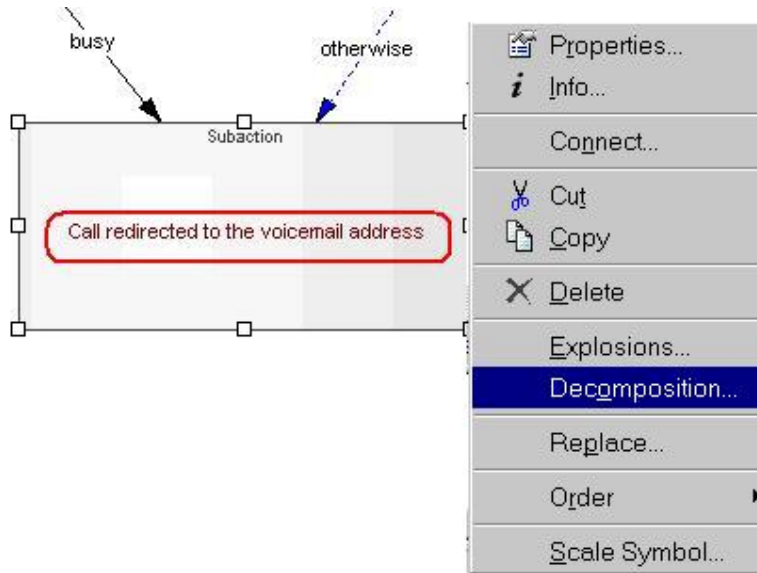 busy
otherwise
Subaction
Call redirected to the voicemail address
Properties...
Info...
Connect...
Cut
Copy
Delete
Explosions...
Decomposition...
Replace...
Order
Scale Symbol...